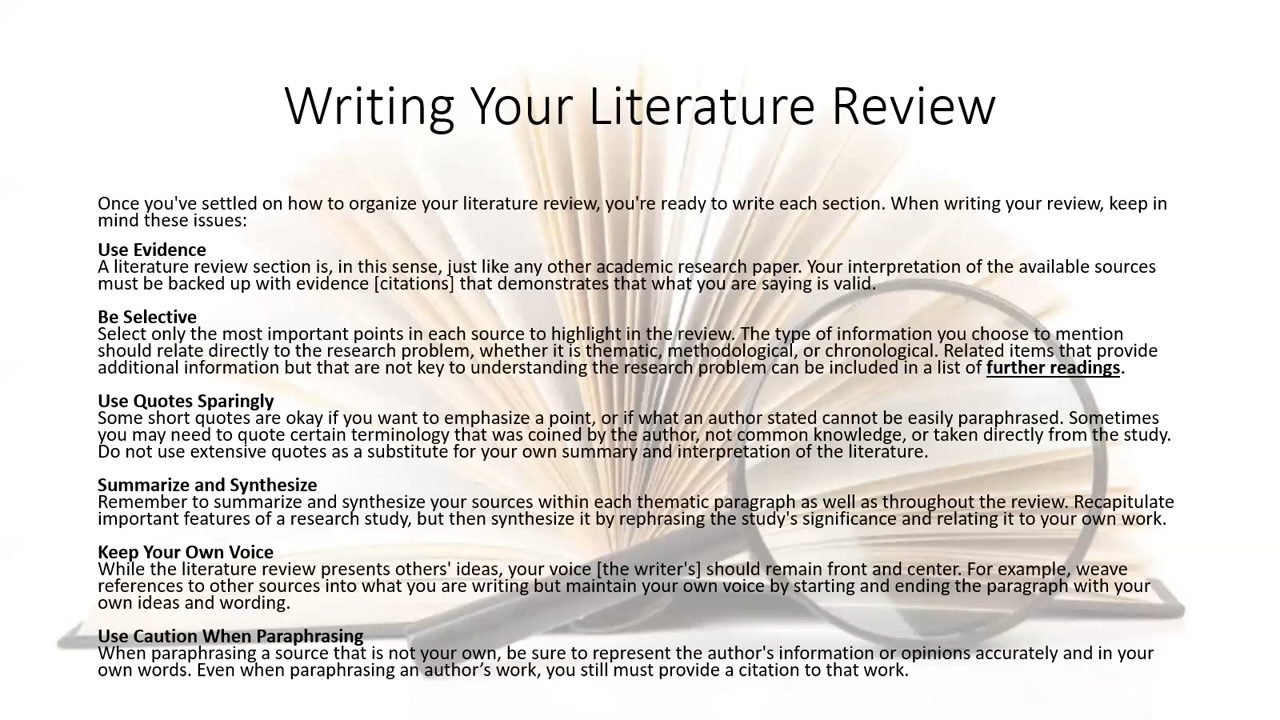 Writing Your Literature Review
Once you've settled on how to organize your literature review, you're ready to write each section. When writing your review, keep in
mind these issues:
Use Evidence
A literature review section is, in this sense, just like any other academic research paper. Your interpretation of the available sources
must be backed up with evidence [citations] that demonstrates that what you are saying is valid.
Be Selective
Select only the most important points in each source to highlight in the review. The type of information you choose to mention
should relate directly to the research problem, whether it is thematic, methodological, or chronological. Related items that provide
additional information but that are not key to understanding the research problem can be included in a list of further readings.
Use Quotes Sparingly
Some short quotes are okay if you want to emphasize a point, or if what an author stated cannot be easily paraphrased. Sometimes
you may need to quote certain terminology that was coined by the author, not common knowledge, or taken directly from the study.
Do not use extensive quotes as a substitute for your own summary and interpretation of the literature.
Summarize and Synthesize
Remember to summarize and synthesize your sources within each thematic paragraph as well as throughout the review. Recapitulate
important features of a research study, but then synthesize it by rephrasing the study's significance and relating it to your own work.
Keep Your Own Voice
While the literature review presents others' ideas, your voice [the writer's] should remain front and center. For example, weave
references to other sources into what you are writing but maintain your own voice by starting and ending the paragraph with your
own ideas and wording.
Use Caution When Paraphrasing
When paraphrasing a source that is not your own, be sure to represent the author's information or opinions accurately and in your
own words. Even when paraphrasing an author’s work, you still must provide a citation to that work.